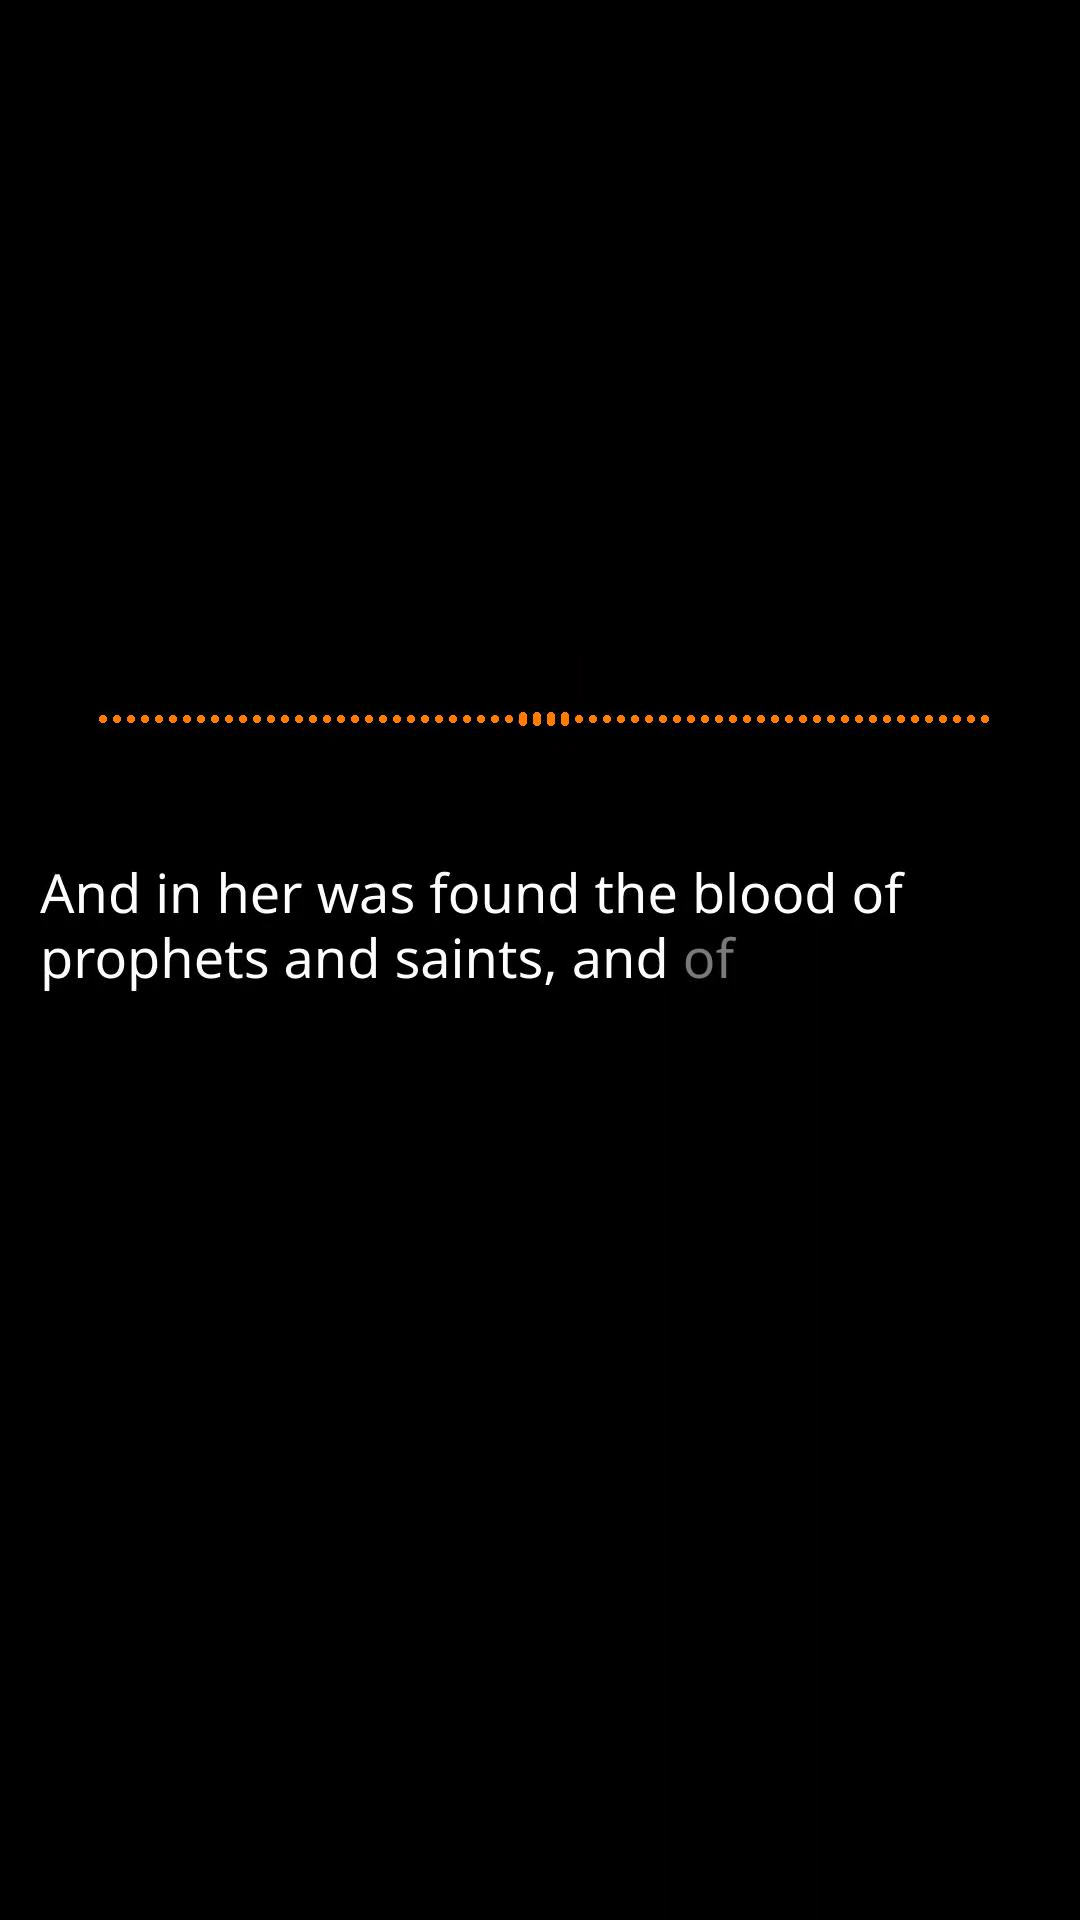 And in her was found the blood of
prophets and saints, and of